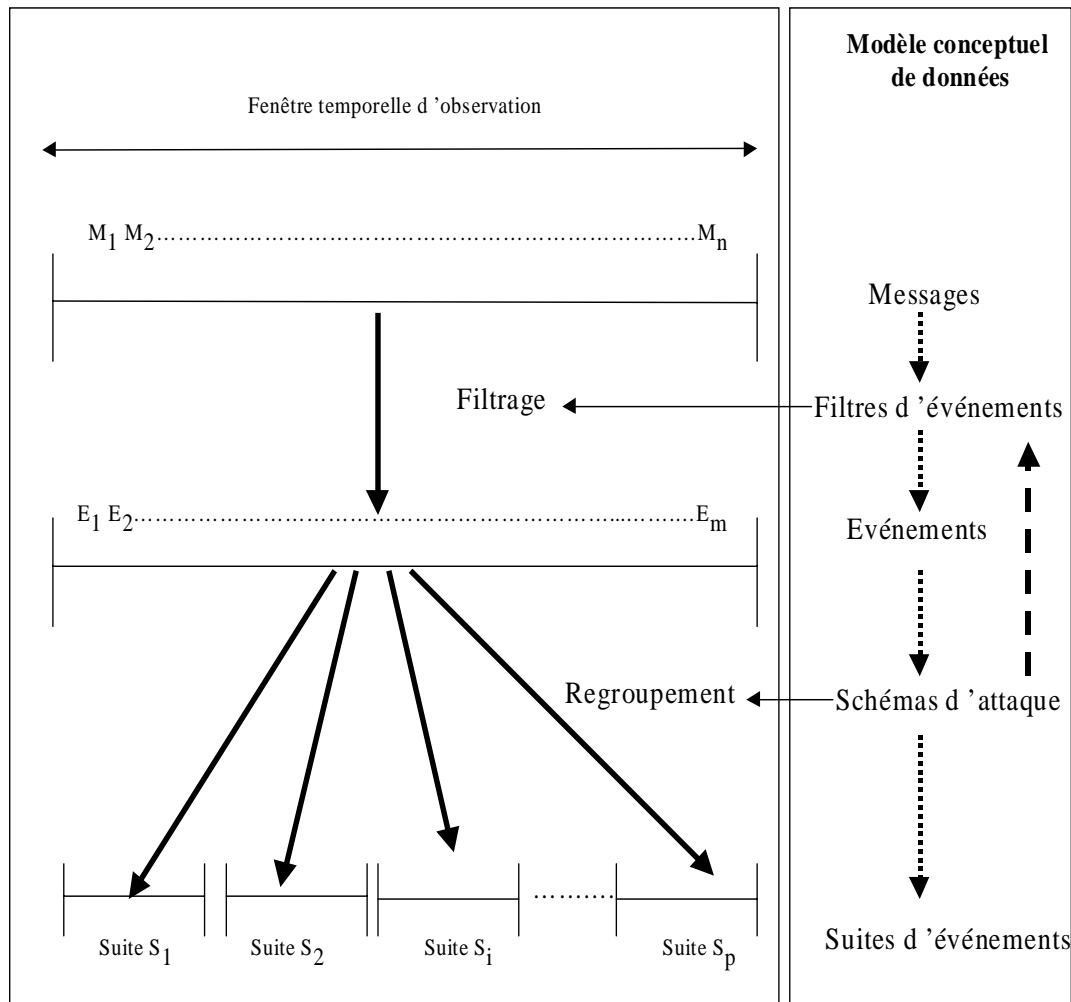 Modèle conceptuel
de données
Fenêtre temporelle d ’observation
M1 M2……………………………………………………………………Mn
Messages
Filtrage
Filtres d ’événements
E1 E2…………………………………………………………..……….Em
Evénements
Regroupement
Schémas d ’attaque
……….
Suite S1
Suite S2
Suite Si
Suite Sp
Suites d ’événements